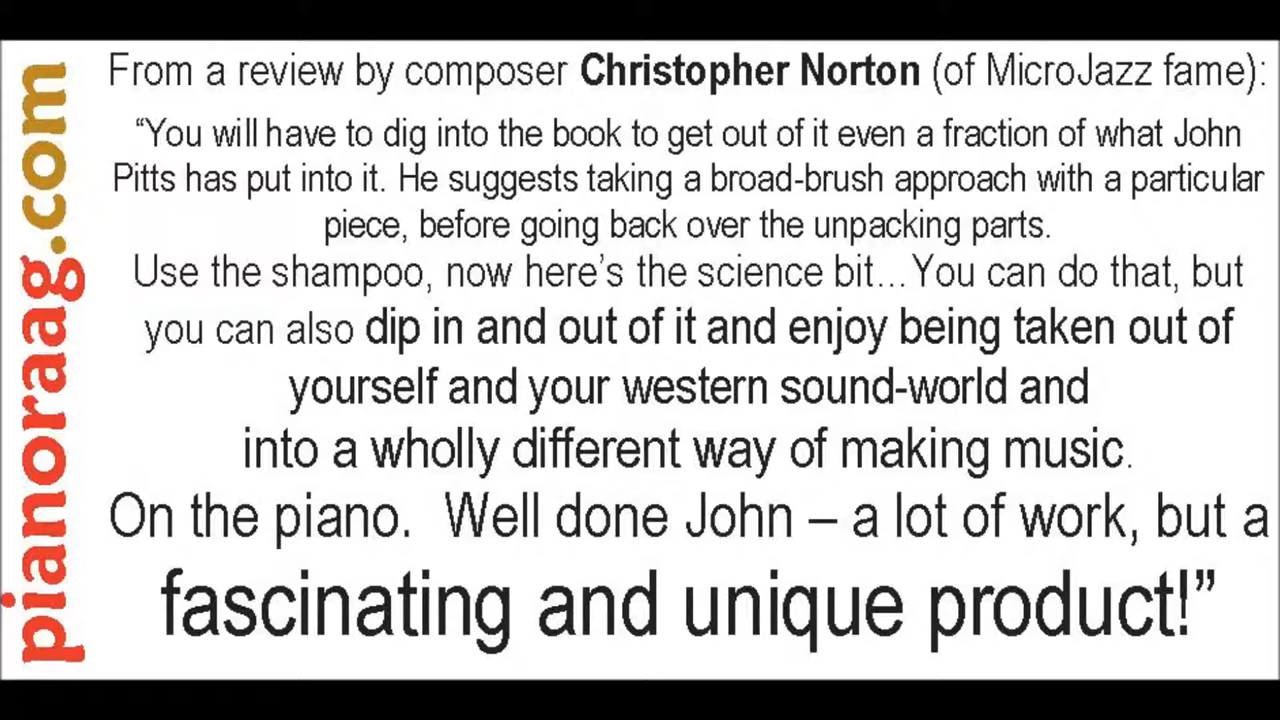 pianoraag.com
From a review by composer Christopher Norton (of MicroJazz fame):
“You will have to dig into the book to get out of it even a fraction of what John
Pitts has put into it. He suggests taking a broad-brush approach with a particular
piece, before going back over the unpacking parts.
Use the shampoo, now here’s the science bit…You can do that, but
you can also dip in and out of it and enjoy being taken out of
yourself and your western sound-world and
into a wholly different way of making music.
On the piano. Well done John – a lot of work, but a
fascinating and unique product!”